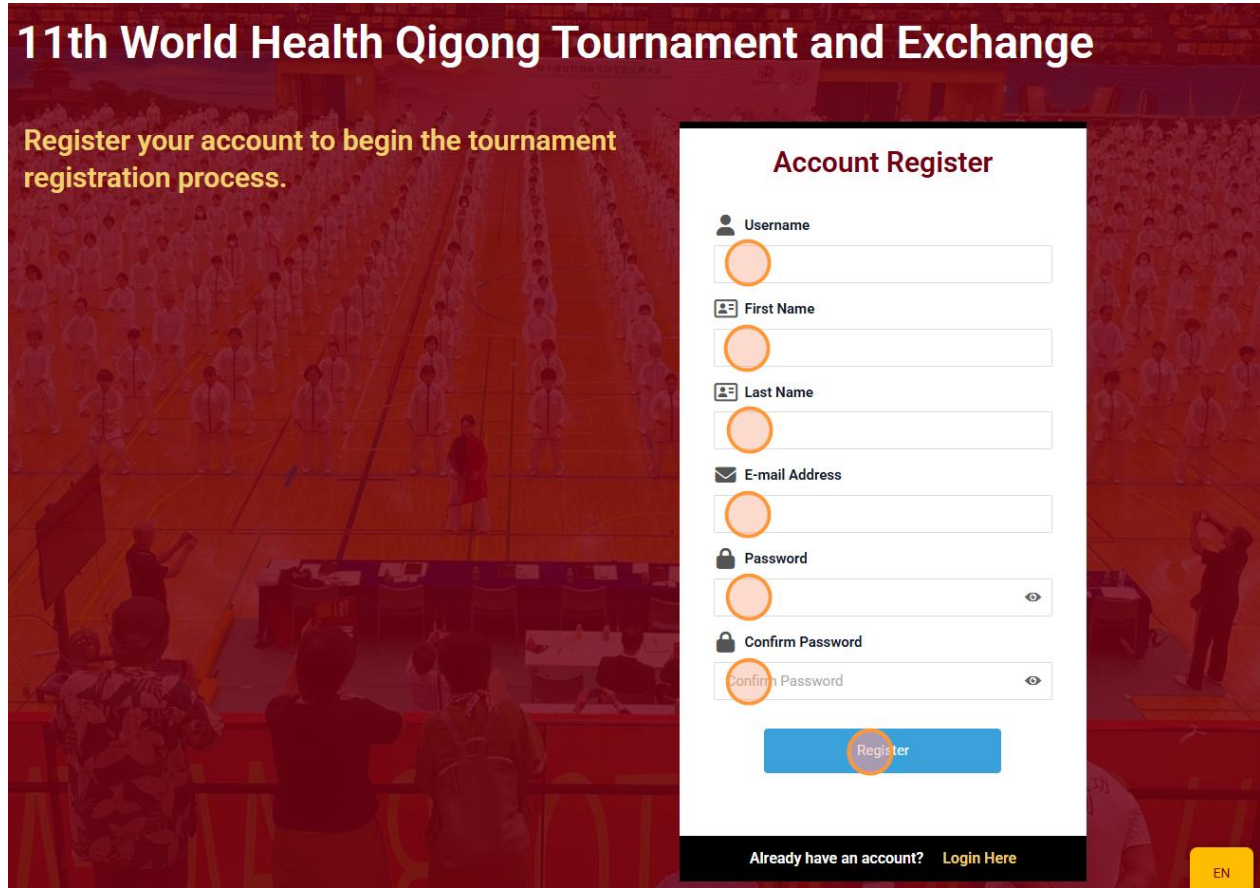 11th World Health Qigong Tournament and Exchange
Register your account to begin the tournament
registration process.
Account Register
Username
First Name
Last Name
E-mail Address
Password
Confirm Password
Confirm Password
Register
Already have an account? Login Here
EN